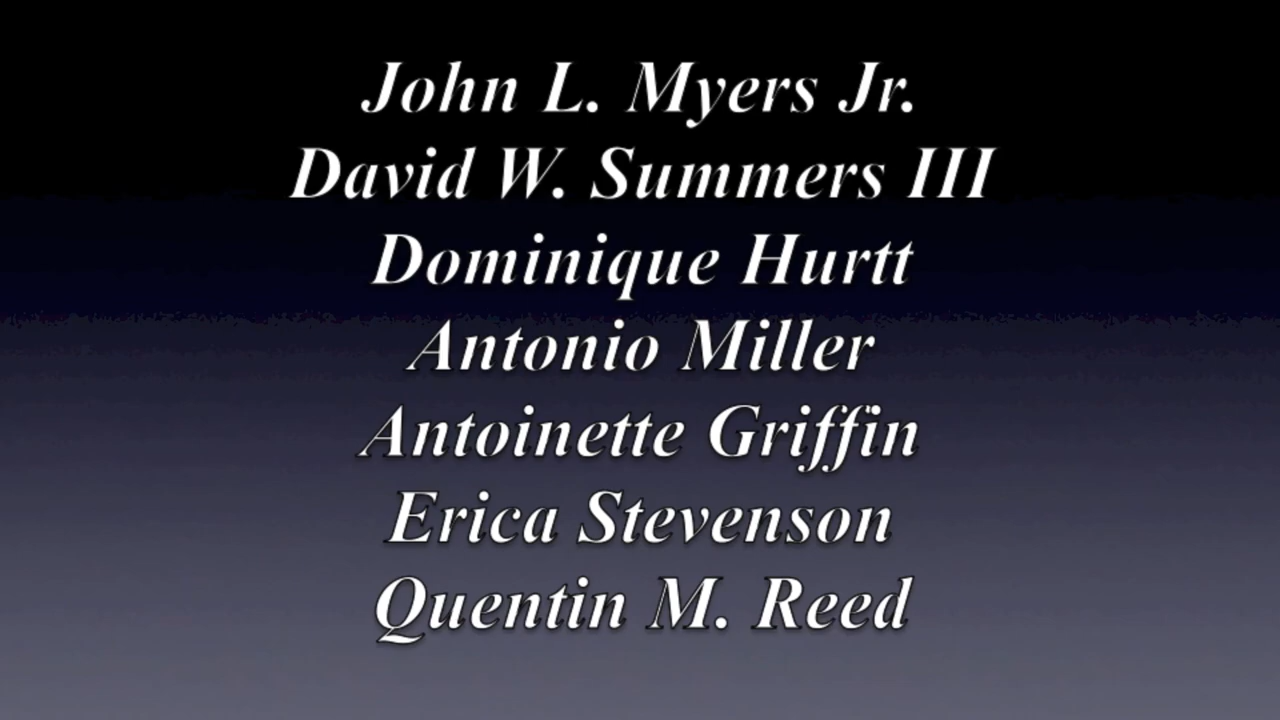 John L. Myers Jr.
David W. Summers III
Dominique Hurtt
Antonio Miller
Antoinette Griffin
Erica Stevenson
Quentin M. Reed